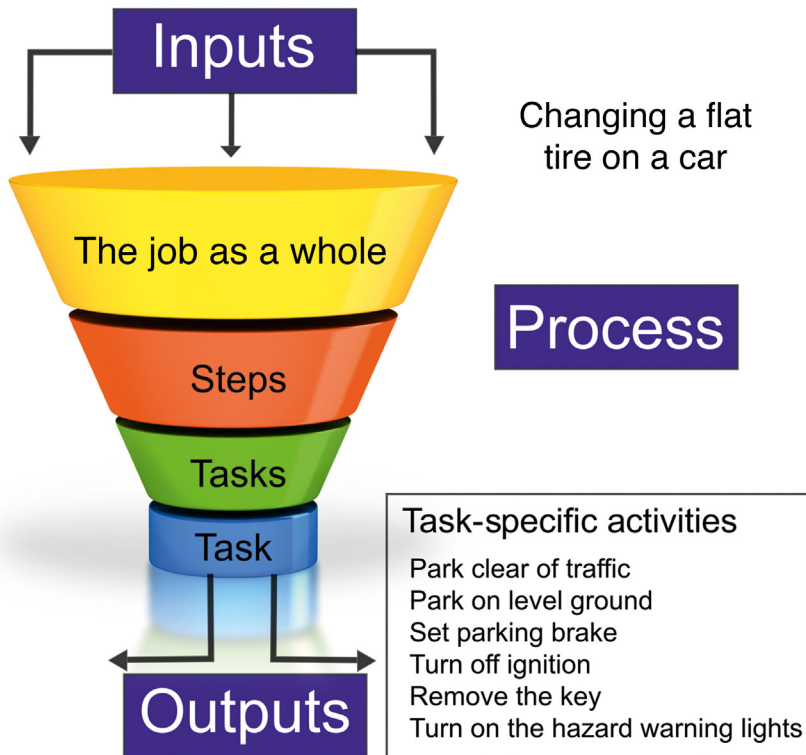 Inputs
Changing a flat
tire on a car
The job as a whole
Process
Steps
Tasks
Task
Task-specific activities
Park clear of traffic
Park on level ground
Set parking brake
Turn off ignition
Remove the key
Turn on the hazard warning lights
Outputs